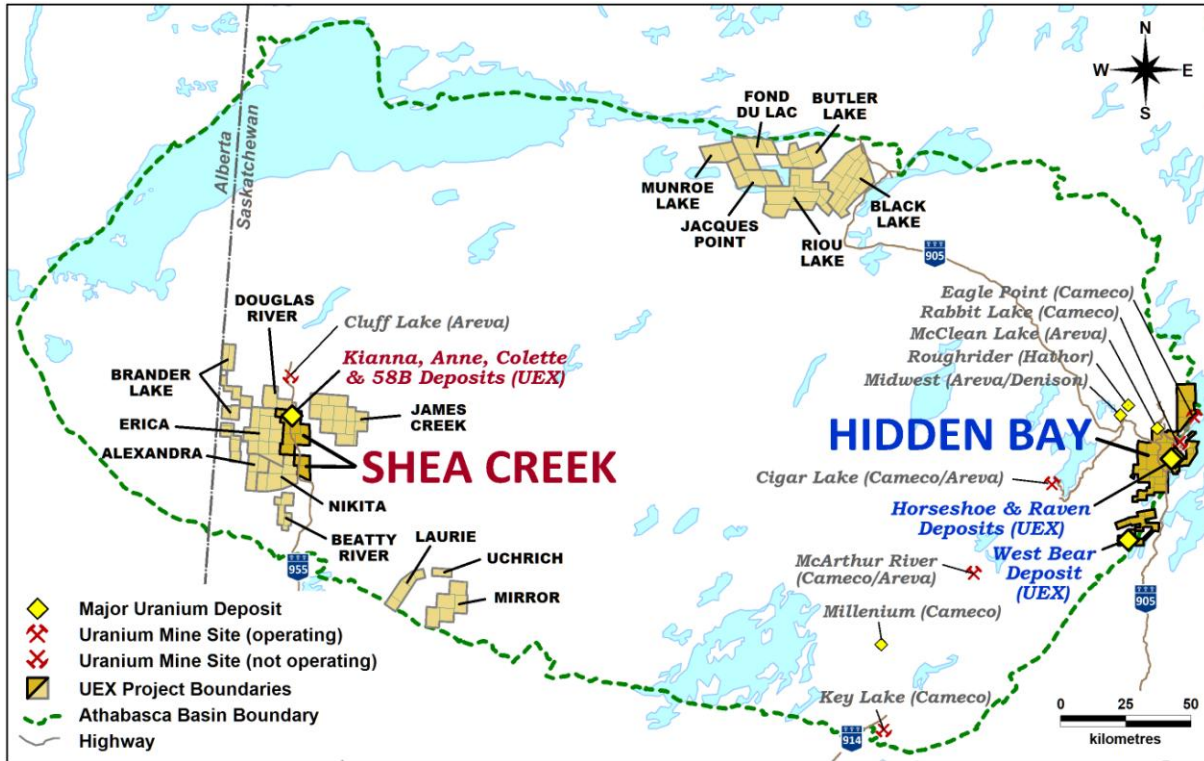 N
W
E
S
FOND
DU LAC
BUTLER
LAKE
MUNROE
LAKE
JACQUES
POINT
RIOU
LAKE
BLACK
LAKE
905
Alberta
Saskatchewan
DOUGLAS
RIVER
Cluff Lake (Areva)
Kianna, Anne, Colette
& 58B Deposits (UEX)
BRANDER
LAKE
ERICA
ALEXANDRA
JAMES
CREEK
SHEA CREEK
NIKITA
BEATTY
RIVER
955
LAURIE
UCHRICH
MIRROR
Eagle Point (Cameco)
Rabbit Lake (Cameco)
McClean Lake (Areva)
Roughrider (Hathor)
Midwest (Areva/Denison)
HIDDEN BAY
Cigar Lake (Cameco/Areva)
Horseshoe & Raven
Deposits (UEX)
West Bear
Deposit
(UEX)
McArthur River
(Cameco/Areva)
905
Millenium (Cameco)
Key Lake (Cameco)
914
Major Uranium Deposit
Uranium Mine Site (operating)
Uranium Mine Site (not operating)
UEX Project Boundaries
Athabasca Basin Boundary
Highway
0 25 50
kilometres